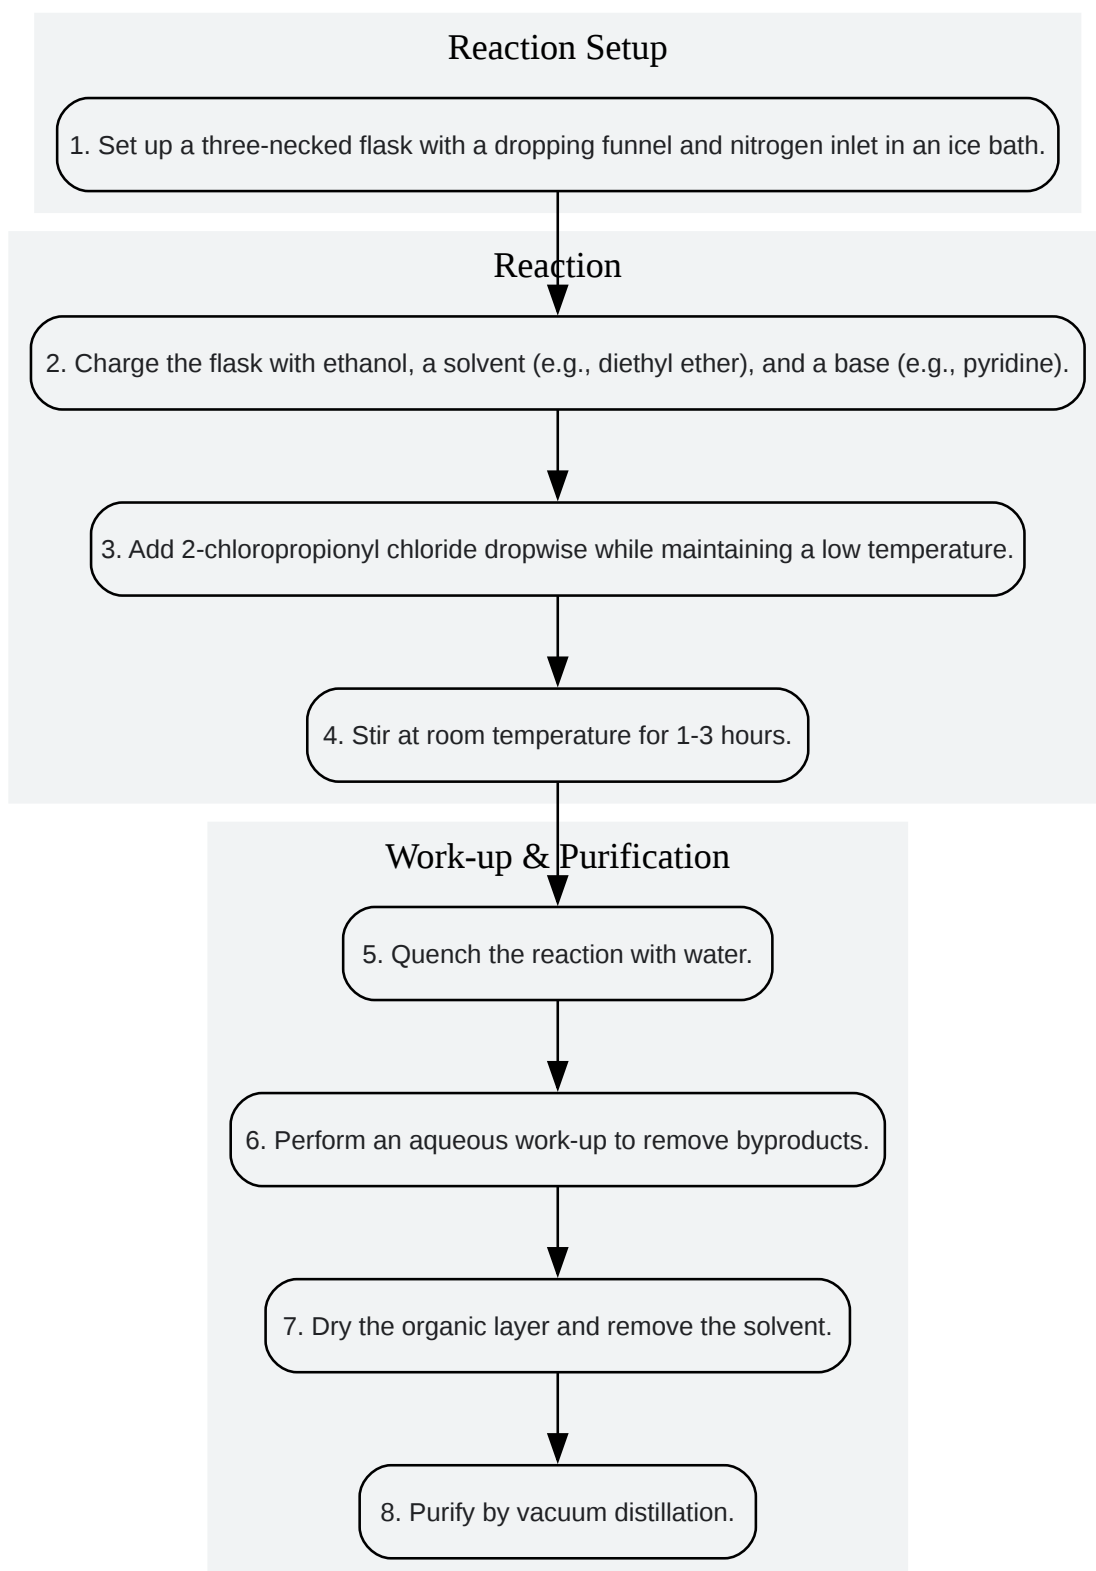 Reaction Setup
1. Set up a three-necked flask with a dropping funnel and nitrogen inlet in an ice bath.
Reaction
2. Charge the flask with ethanol, a solvent (e.g., diethyl ether), and a base (e.g., pyridine).
3. Add 2-chloropropionyl chloride dropwise while maintaining a low temperature.
4. Stir at room temperature for 1-3 hours.
Work-up & Purification
5. Quench the reaction with water.
6. Perform an aqueous work-up to remove byproducts.
7. Dry the organic layer and remove the solvent.
8. Purify by vacuum distillation.